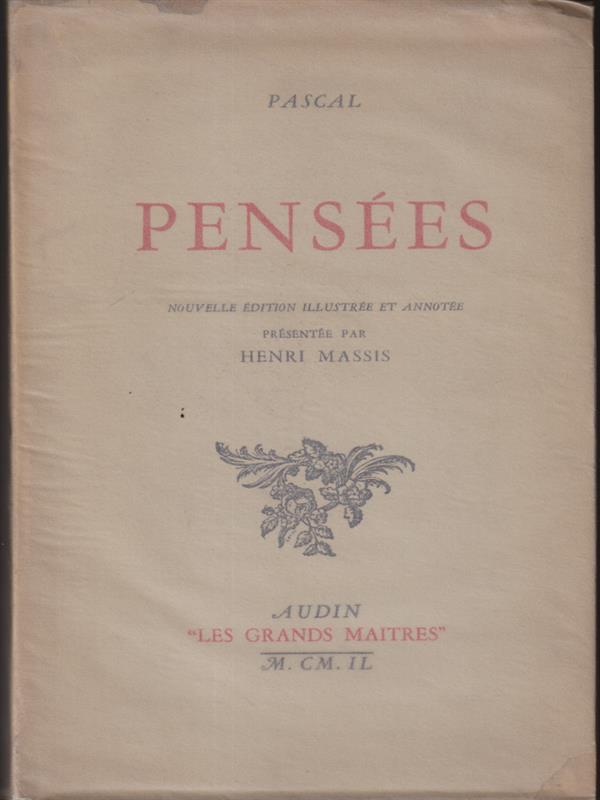 PASCAL
PENSÉES
NOUVELLE ÉDITION ILLUSTRÉE ET ANNOTÉE
PRÉSENTÉE PAR
HENRI MASSIS
AUDIN
"LES GRANDS MAITRES"
M. CM. IL